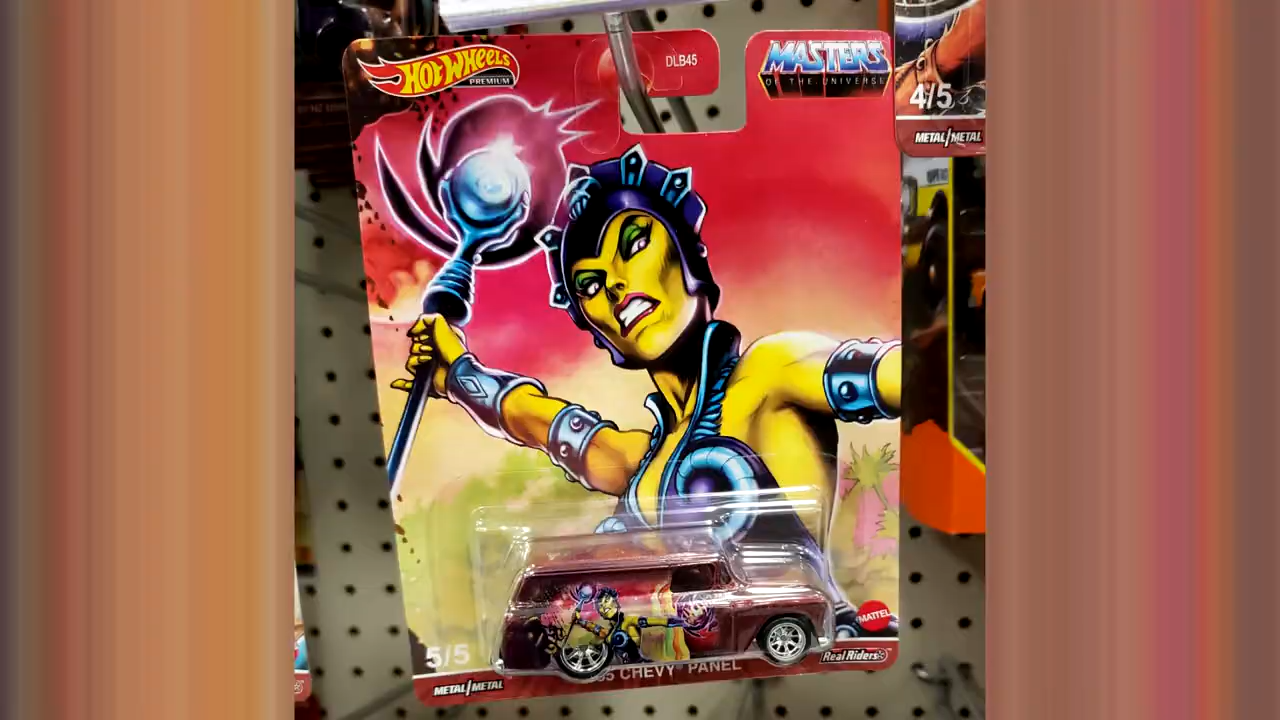 HOT WHEELS
PREMIUM
DLB45
MASTERS
OF THE UNIVERSE
4/5
METAL/METAL
MATTEL
5/5
55 CHEVY PANEL
Real Riders
METAL/METAL